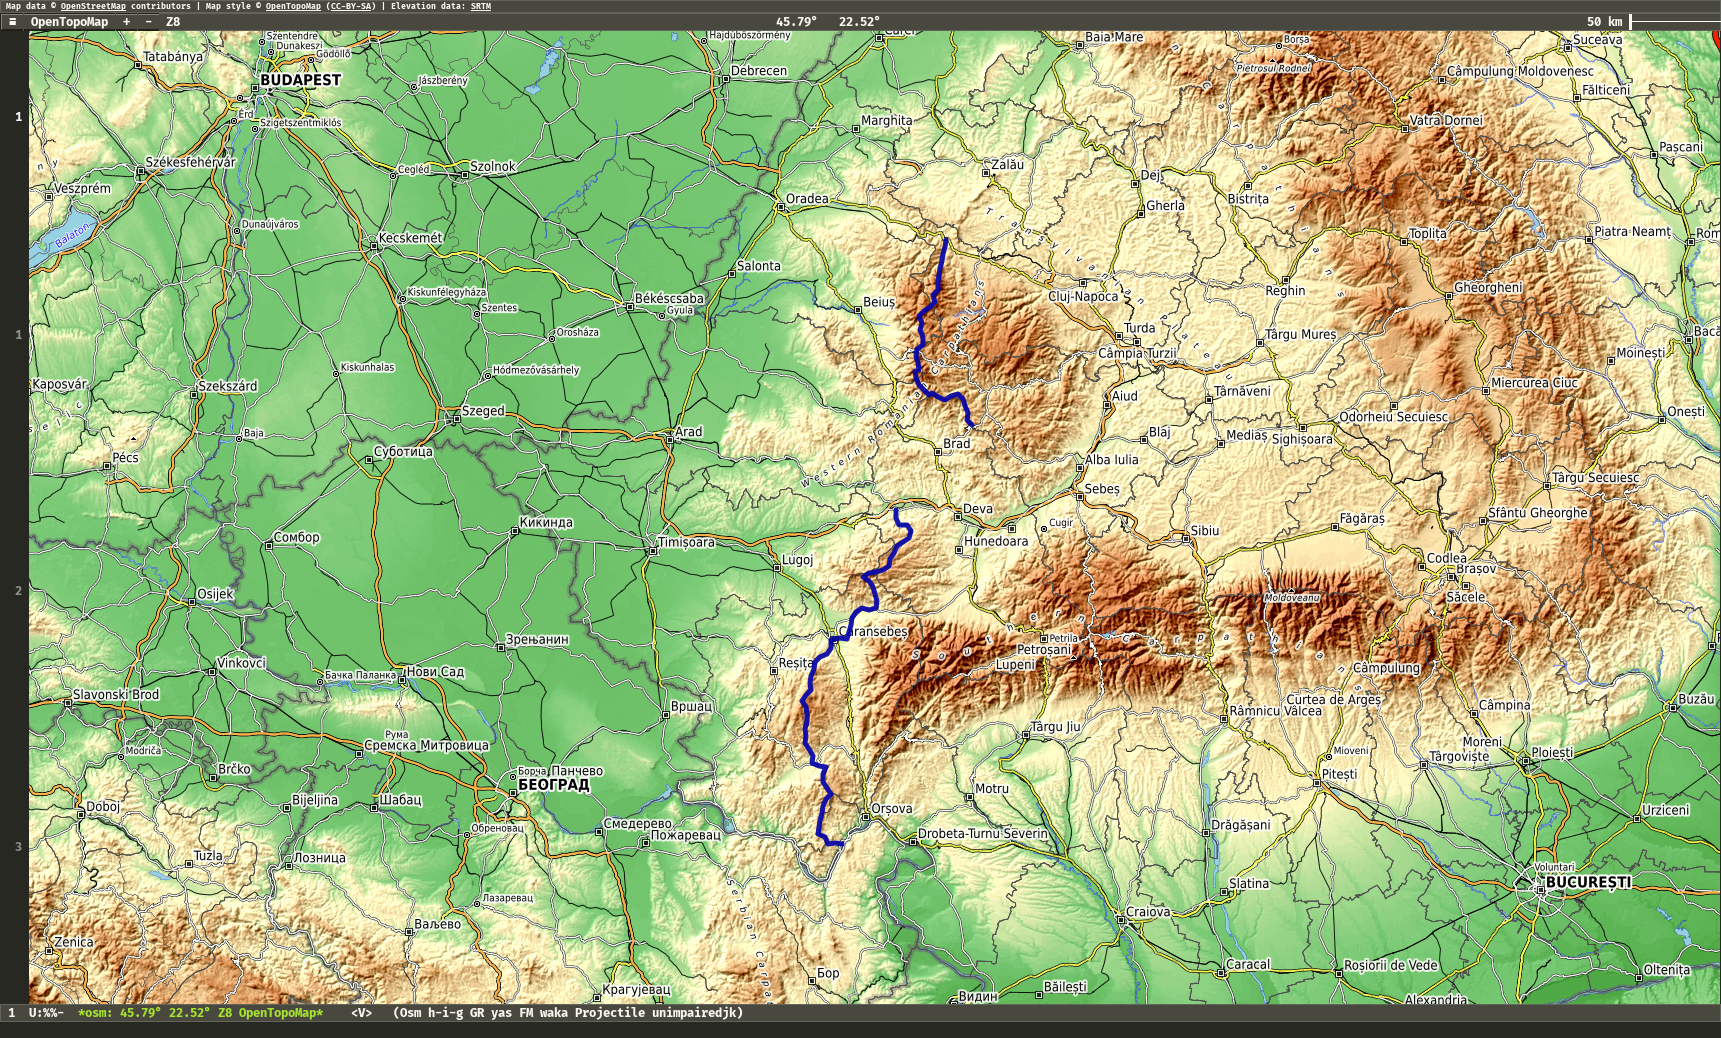 Map data © OpenStreetMap contributors | Map style © OpenTopoMap (CC-BY-SA) | Elevation data: SRTM
≡ OpenTopoMap + − Z8 45.79° 22.52° 50 km
Szentendre
Dunakeszi
Gödöllő
Tatabánya
BUDAPEST
Jászberény
Hajdúböszörmény
Debrecen
Carei
Baia Mare
Borșa
Pietrosul Rodnei
Suceava
Câmpulung Moldovenesc
Fălticeni
1
Érd
Szigetszentmiklós
Marghita
Vatra Dornei
Pașcani
Székesfehérvár
Cegléd
Szolnok
Zalău
Dej
Bistrița
Veszprém
Oradea
Gherla
Balaton
Dunaújváros
Kecskemét
Toplița
Piatra Neamț
Rom
Transylvanian Plateau
Carpathians
Salonta
Cluj-Napoca
Reghin
Gheorgheni
Kiskunfélegyháza
Szentes
Békéscsaba
Gyula
Beiuș
1
Orosháza
Turda
Câmpia Turzii
Târgu Mureș
Bacă
Moinești
Kaposvár
Szekszárd
Kiskunhalas
Hódmezővásárhely
Carpathians
Western Romania
Aiud
Târnăveni
Miercurea Ciuc
Odorheiu Secuiesc
Onești
Szeged
Baja
Arad
Brad
Blaj
Mediaș
Sighișoara
Pécs
Суботица
Alba Iulia
Sebeș
Târgu Secuiesc
Сомбор
Кикинда
Timișoara
Deva
Cugir
Hunedoara
Sibiu
Făgăraș
Sfântu Gheorghe
Lugoj
Codlea
Brașov
2
Osijek
Moldoveanu
Săcele
Зрењанин
Caransebeș
Petrila
Petroșani
Lupeni
Southern Carpathians
Vinkovci
Бачка Паланка
Нови Сад
Reșița
Câmpulung
Slavonski Brod
Вршац
Curtea de Argeș
Râmnicu Vâlcea
Câmpina
Buzău
Târgu Jiu
Modriča
Рума
Сремска Митровица
Moreni
Mioveni
Târgoviște
Ploiești
Brčko
Борча
Панчево
БЕОГРАД
Pitești
Doboj
Bijeljina
Шабац
Motru
Orșova
Urziceni
Обреновац
Смедерево
Пожаревац
Drobeta-Turnu Severin
Drăgășani
3
Tuzla
Лозница
Voluntari
BUCUREȘTI
Лазаревац
Slatina
Craiova
Serbian Carpa
Zenica
Ваљево
Бор
Caracal
Roșiorii de Vede
Oltenița
Крагујевац
Видин
Băilești
Alexandria
1 U:%%- *osm: 45.79° 22.52° Z8 OpenTopoMap* <V> (Osm h-i-g GR yas FM waka Projectile unimpairedjk)